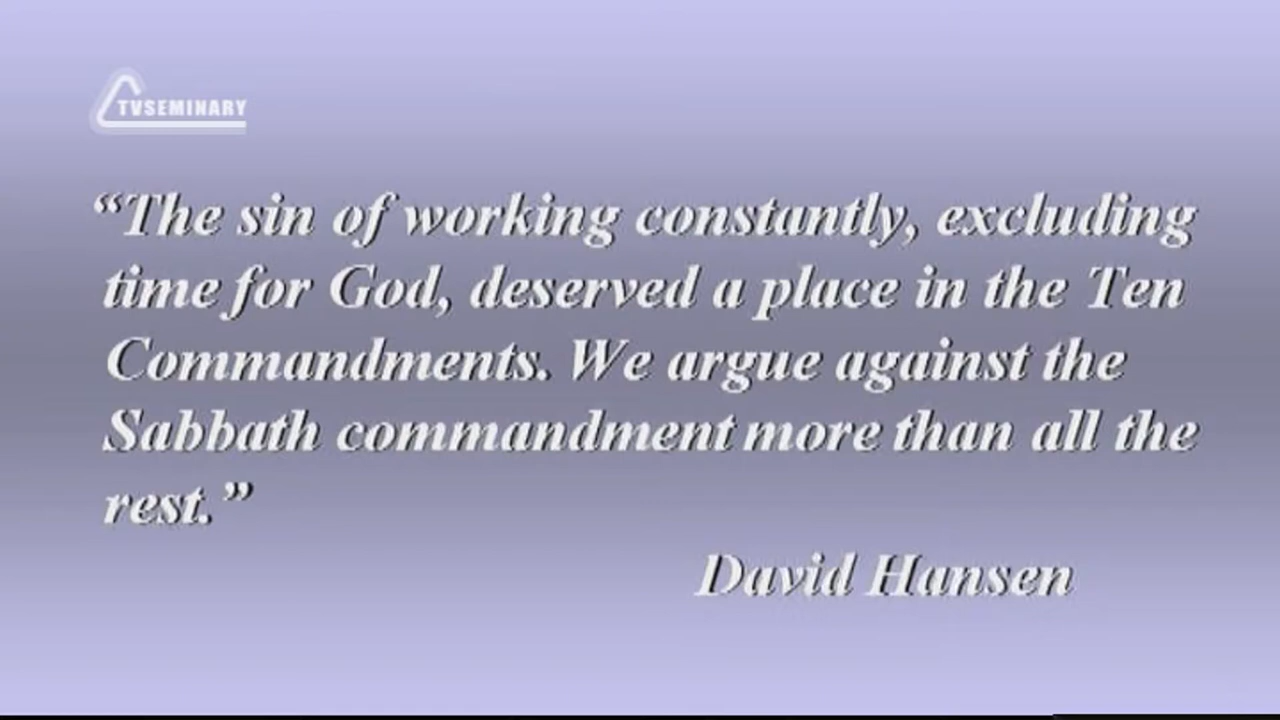 TVSEMINARY
“The sin of working constantly, excluding
time for God, deserved a place in the Ten
Commandments. We argue against the
Sabbath commandment more than all the
rest.”
David Hansen